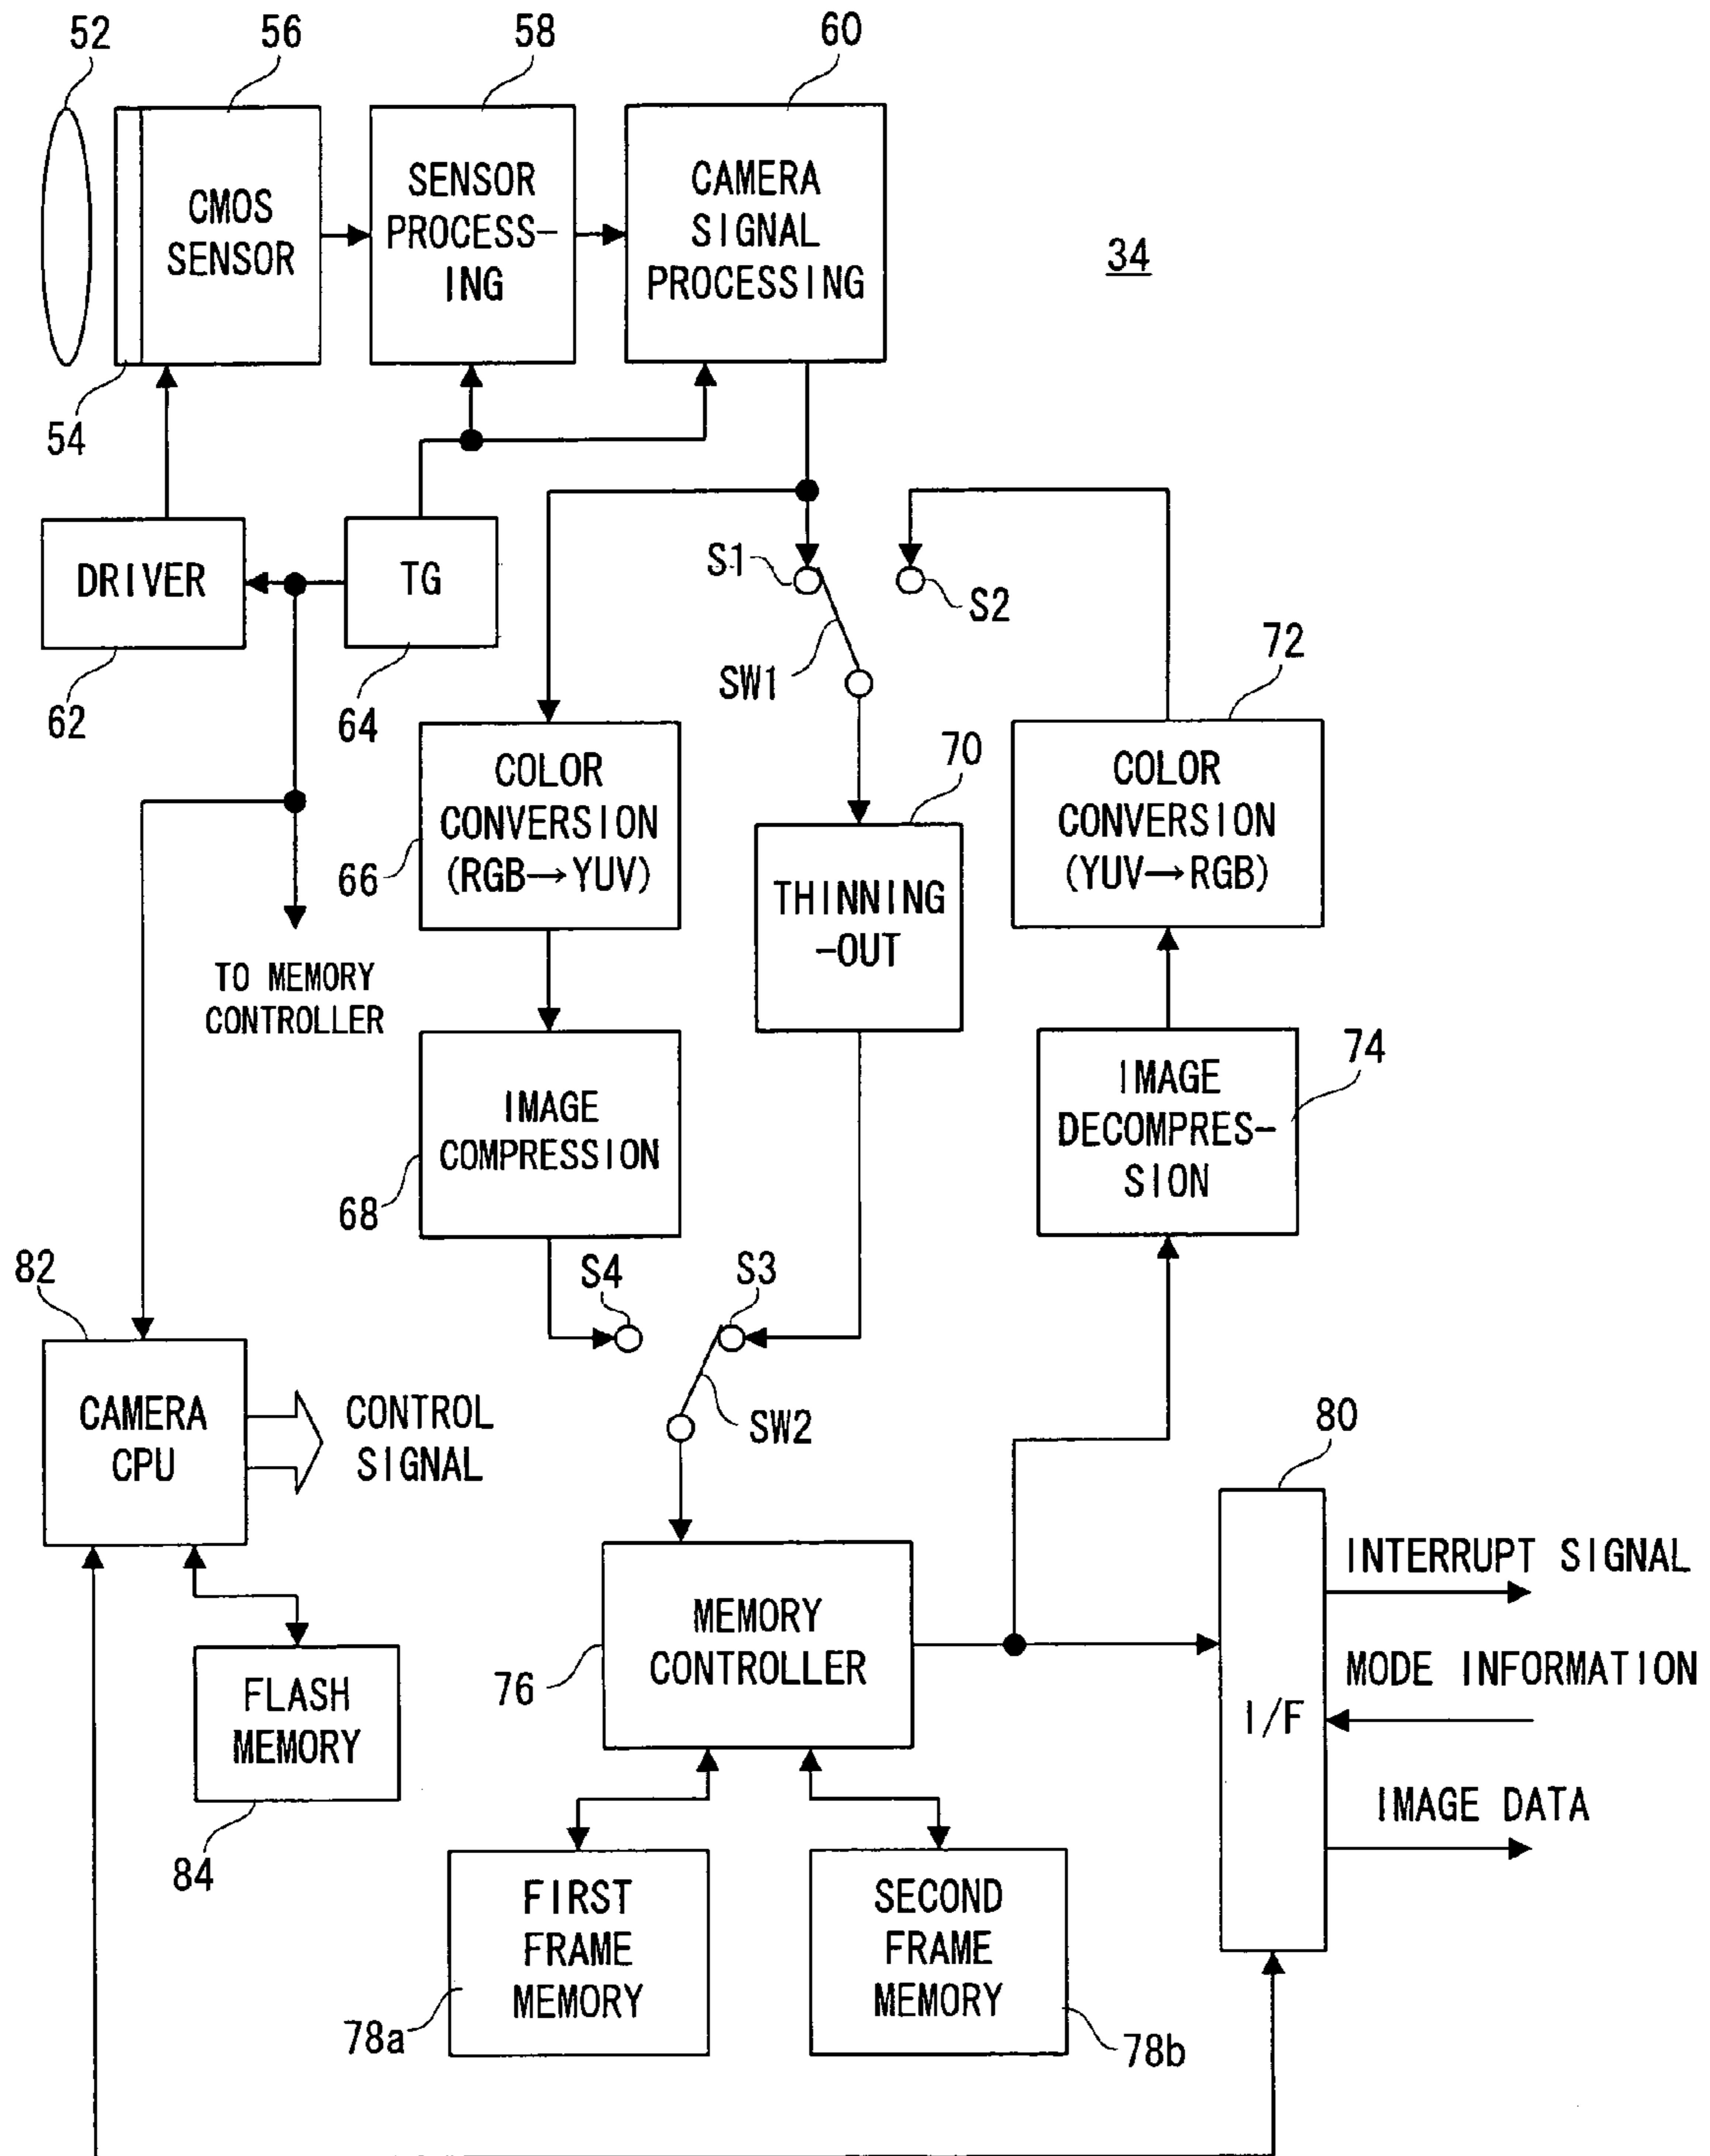 52
56
58
60
CMOS
SENSOR
SENSOR
PROCESS-
ING
CAMERA
SIGNAL
PROCESSING
34
54
DRIVER
TG
S1
S2
SW1
62
64
72
70
COLOR
CONVERSION
(RGB→YUV)
66
THINNING
-OUT
COLOR
CONVERSION
(YUV→RGB)
TO MEMORY
CONTROLLER
IMAGE
COMPRESSION
68
IMAGE
DECOMPRES-
SION
74
82
S4
S3
SW2
CAMERA
CPU
CONTROL
SIGNAL
80
MEMORY
CONTROLLER
76
I/F
INTERRUPT SIGNAL
MODE INFORMATION
IMAGE DATA
FLASH
MEMORY
84
FIRST
FRAME
MEMORY
78a
SECOND
FRAME
MEMORY
78b